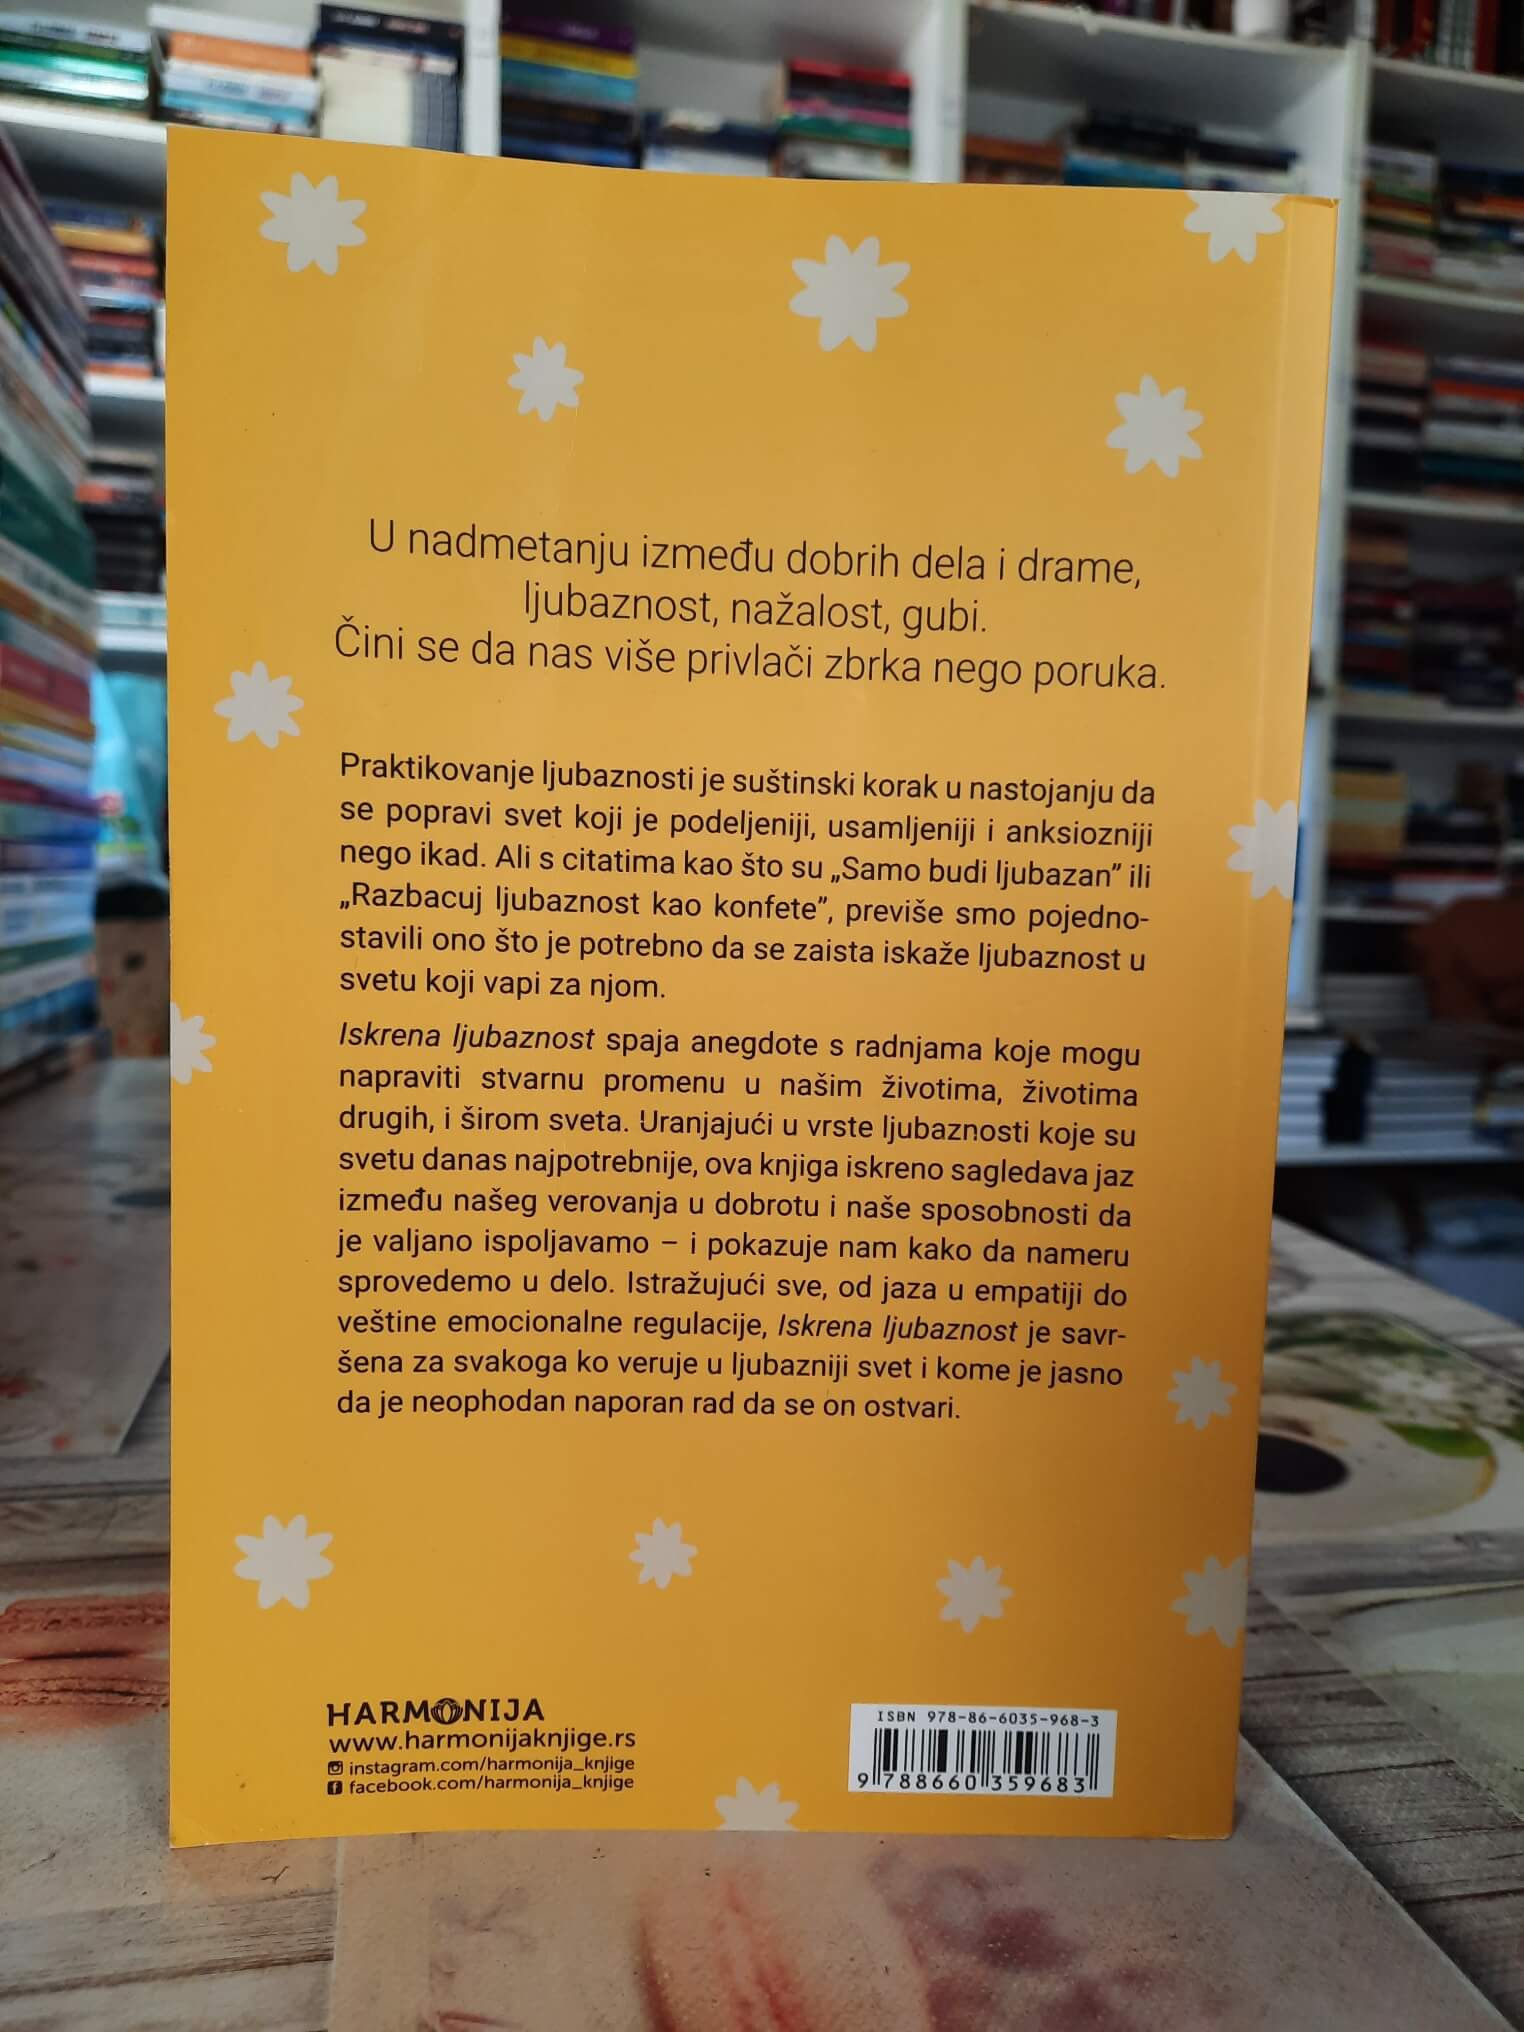 U nadmetanju između dobrih dela i drame,
ljubaznost, nažalost, gubi.
Čini se da nas više privlači zbrka nego poruka.
Praktikovanje ljubaznosti je suštinski korak u nastojanju da
se popravi svet koji je podeljeniji, usamljeniji i anksiozniji
nego ikad. Ali s citatima kao što su „Samo budi ljubazan” ili
„Razbacuj ljubaznost kao konfete”, previše smo pojedno-
stavili ono što je potrebno da se zaista iskaže ljubaznost u
svetu koji vapi za njom.
Iskrena ljubaznost spaja anegdote s radnjama koje mogu
napraviti stvarnu promenu u našim životima, životima
drugih, i širom sveta. Uranjajući u vrste ljubaznosti koje su
svetu danas najpotrebnije, ova knjiga iskreno sagledava jaz
između našeg verovanja u dobrotu i naše sposobnosti da
je valjano ispoljavamo – i pokazuje nam kako da nameru
sprovedemo u delo. Istražujući sve, od jaza u empatiji do
veštine emocionalne regulacije, Iskrena ljubaznost je savr-
šena za svakoga ko veruje u ljubazniji svet i kome je jasno
da je neophodan naporan rad da se on ostvari.
HARMONIJA
www.harmonijaknjige.rs
instagram.com/harmonija_knjige
facebook.com/harmonija_knjige
ISBN 978-86-6035-968-3
9 788660 359683